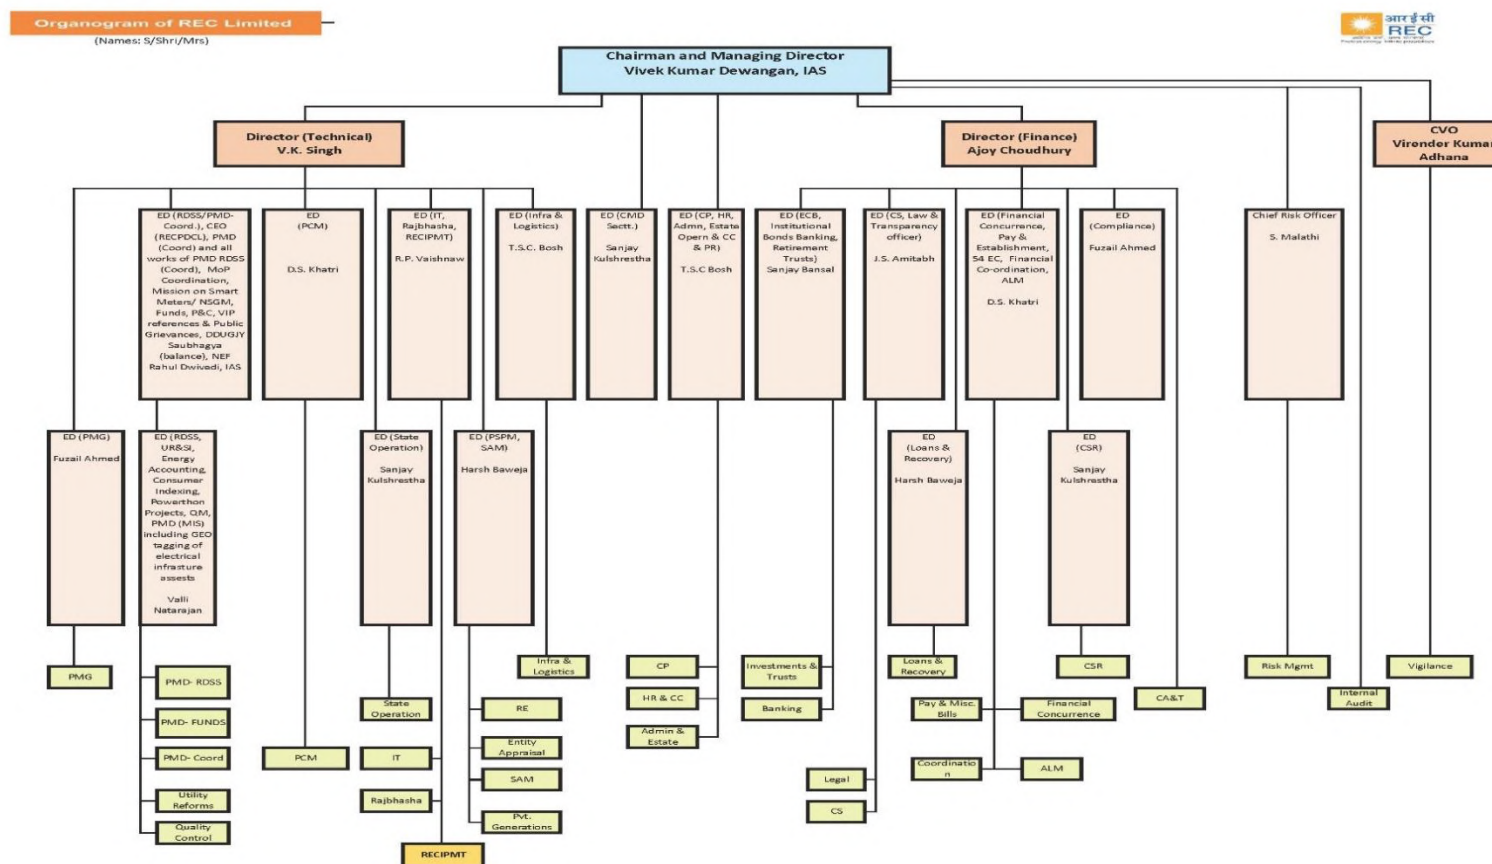 Organogram of REC Limited
(Names: S/Shri/Mrs)
आर ई सी
REC
Chairman and Managing Director
Vivek Kumar Dewangan, IAS
Director (Technical)
V.K. Singh
Director (Finance)
Ajoy Choudhury
CVO
Virender Kumar
Adhana
ED (RDSS/PMD-
Coord.), CEO
(RECPDCL), PMD
(Coord) and all
works of PMD RDSS
(Coord), MoP
Coordination,
Mission on Smart
Meters/ NSGM,
Funds, P&C, VIP
references & Public
Grievances, DDUGJY
Saubhagya
(balance), NEF
Rahul Dwivedi, IAS
ED
(PCM)
D.S. Khatri
ED (IT,
Rajbhasha,
RECIPMT)
R.P. Vaishnaw
ED (Infra &
Logistics)
T.S.C. Bosh
ED (CMD
Sectt.)
Sanjay
Kulshrestha
ED (CP, HR,
Admn, Estate
Opern & CC
& PR)
T.S.C Bosh
ED (ECB,
Institutional
Bonds Banking,
Retirement
Trusts)
Sanjay Bansal
ED (CS, Law &
Transparency
officer)
J.S. Amitabh
ED (Financial
Concurrence,
Pay &
Establishment,
54 EC, Financial
Co-ordination,
ALM
D.S. Khatri
ED
(Compliance)
Fuzail Ahmed
Chief Risk Officer
S. Malathi
ED (PMG)
Fuzail Ahmed
ED (RDSS,
UR&SI,
Energy
Accounting,
Consumer
Indexing,
Powerthon
Projects, QM,
PMD (MIS)
including GEO
tagging of
electrical
infrasture
assests
Valli
Natarajan
ED (State
Operation)
Sanjay
Kulshrestha
ED (PSPM,
SAM)
Harsh Baweja
ED
(Loans &
Recovery)
Harsh Baweja
ED
(CSR)
Sanjay
Kulshrestha
PMG
PMD- RDSS
PMD- FUNDS
PMD- Coord
Utility
Reforms
Quality
Control
PCM
State
Operation
IT
Rajbhasha
RECIPMT
Infra &
Logistics
RE
Entity
Appraisal
SAM
Pvt.
Generations
CP
HR & CC
Admin &
Estate
Investments &
Trusts
Banking
Legal
CS
Loans &
Recovery
Pay & Misc.
Bills
Financial
Concurrence
Coordinatio
n
ALM
CSR
CA&T
Risk Mgmt
Internal
Audit
Vigilance